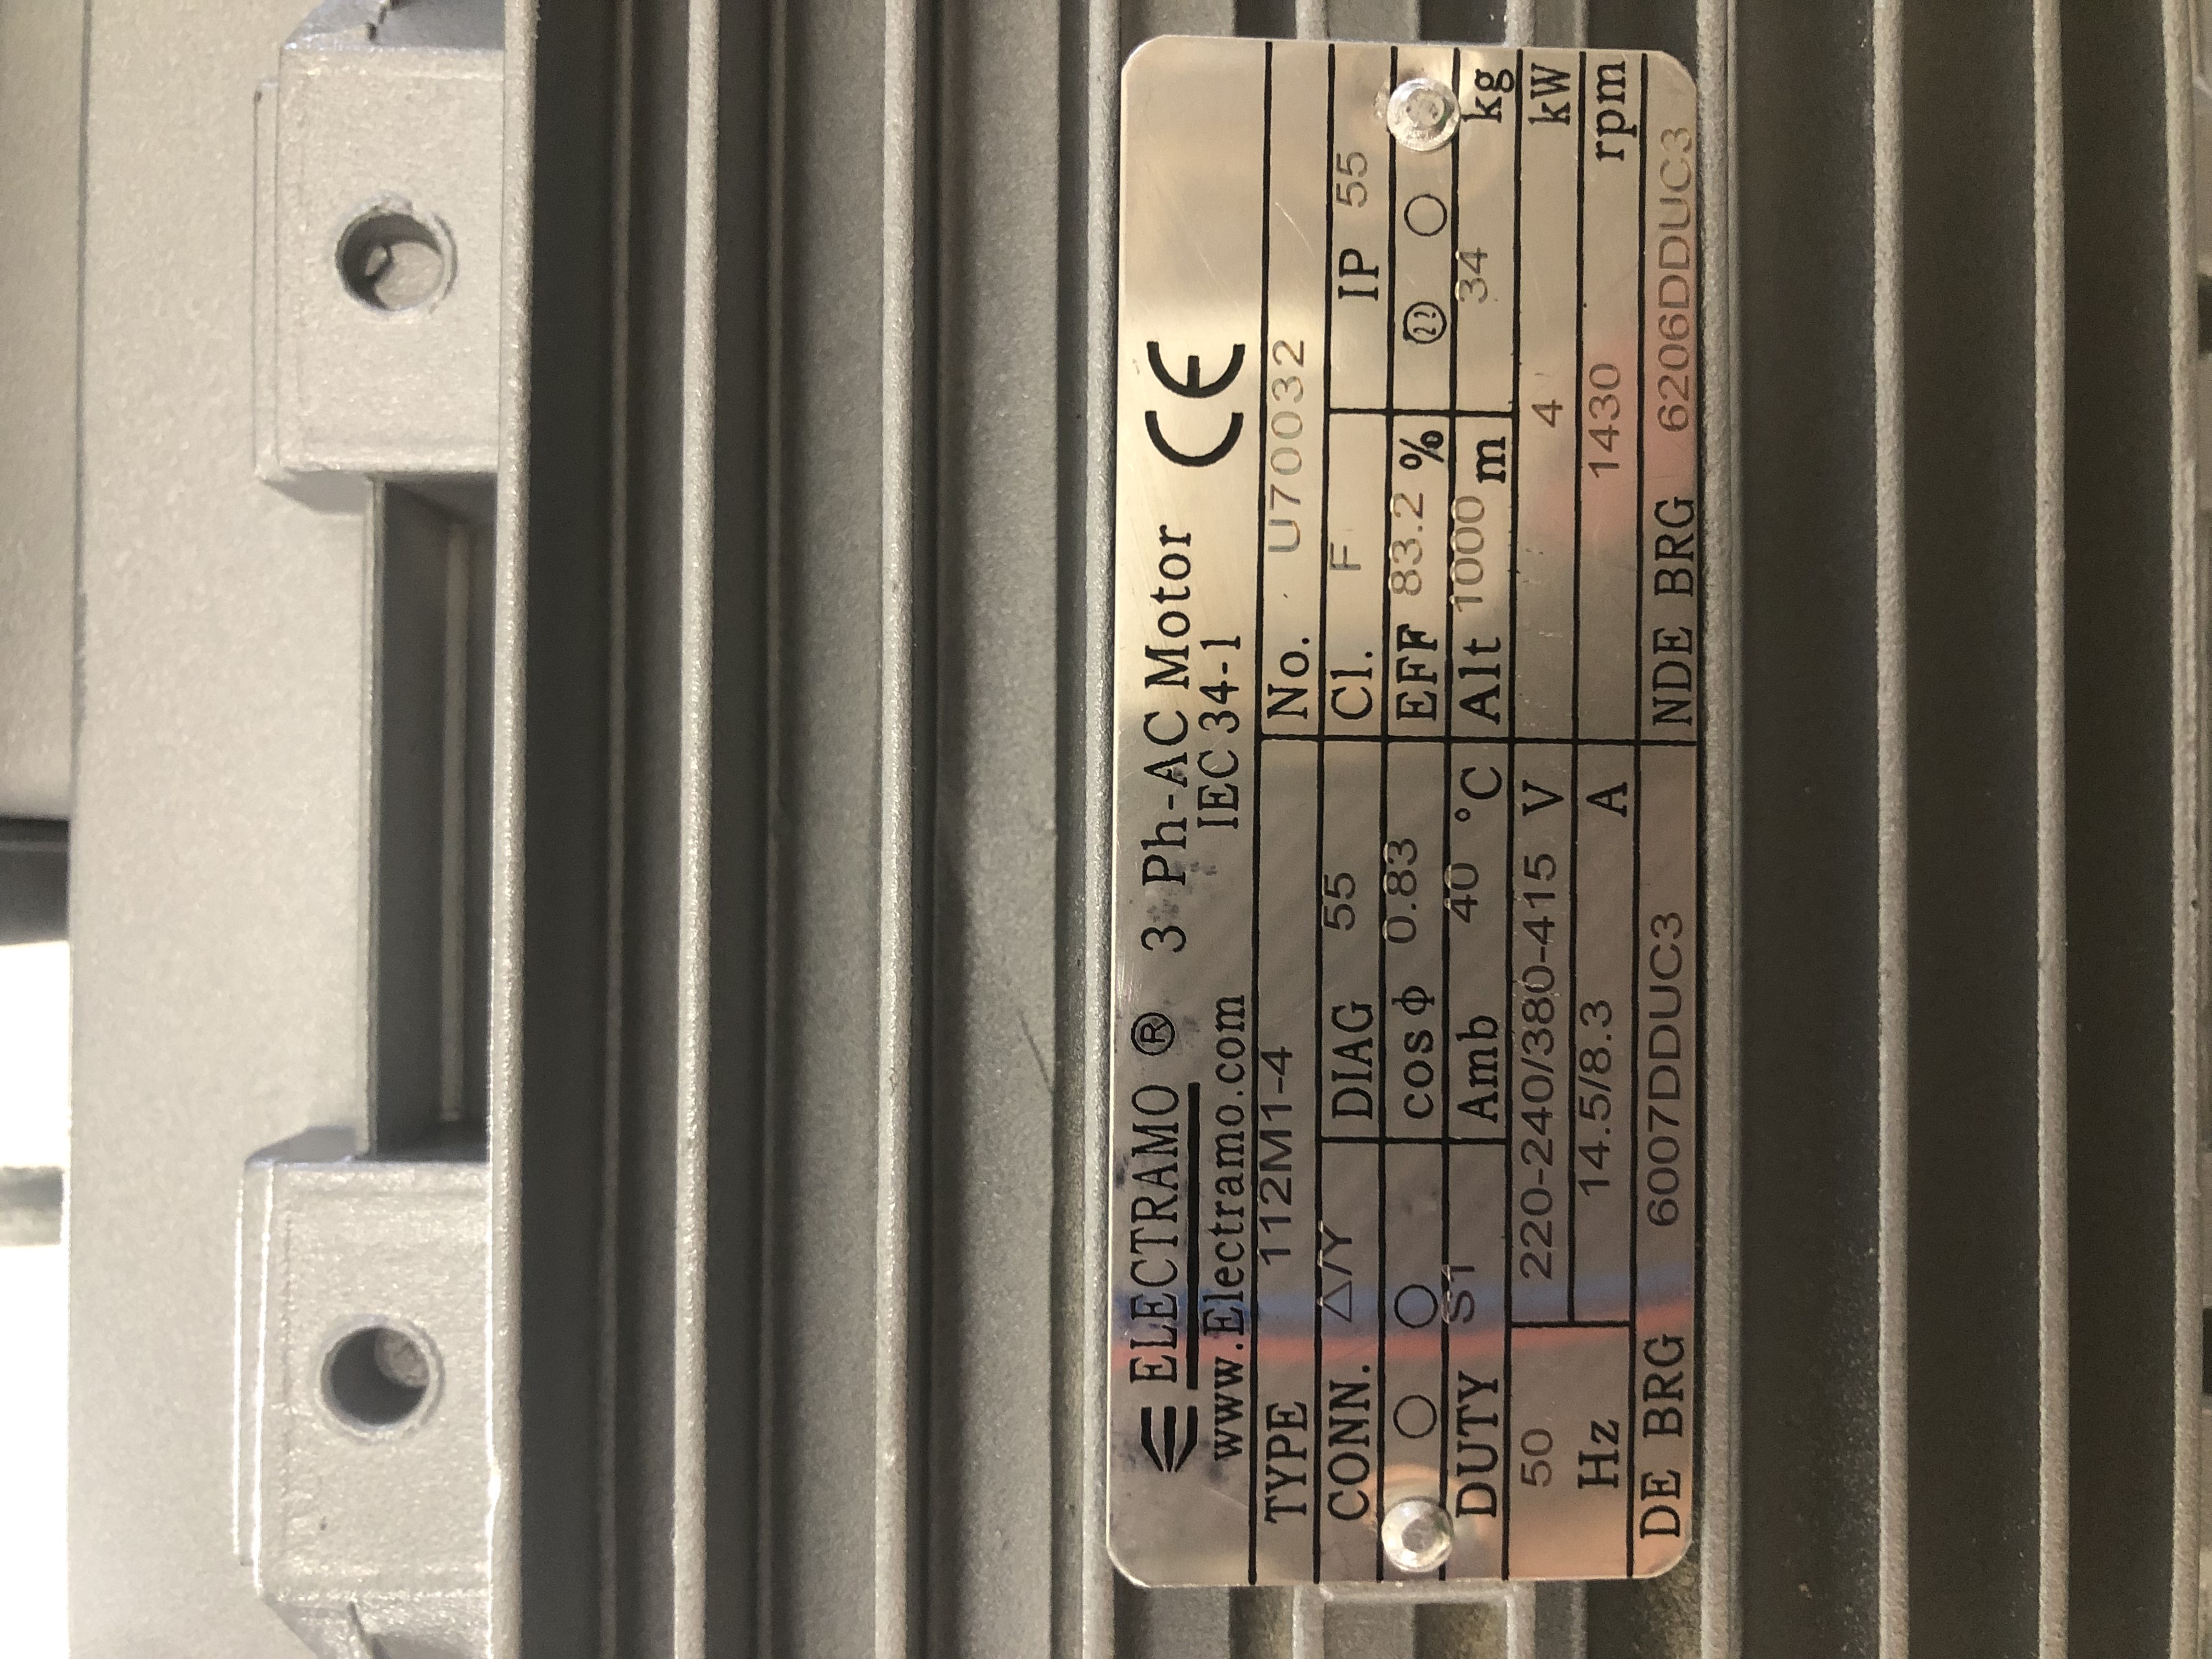 ELECTRAMO ® 3 Ph-AC Motor CE
www.Electramo.com IEC 34-1
TYPE 112M1-4 No. U70032
CONN. △/Y DIAG 55 Cl. F IP 55
cosϕ 0.83 EFF 83.2 %
DUTY S1 Amb 40 °C Alt 1000 m 34 kg
50 Hz 220-240/380-415 V 4 kW
14.5/8.3 A 1430 rpm
DE BRG 6007DDUC3 NDE BRG 6206DDUC3